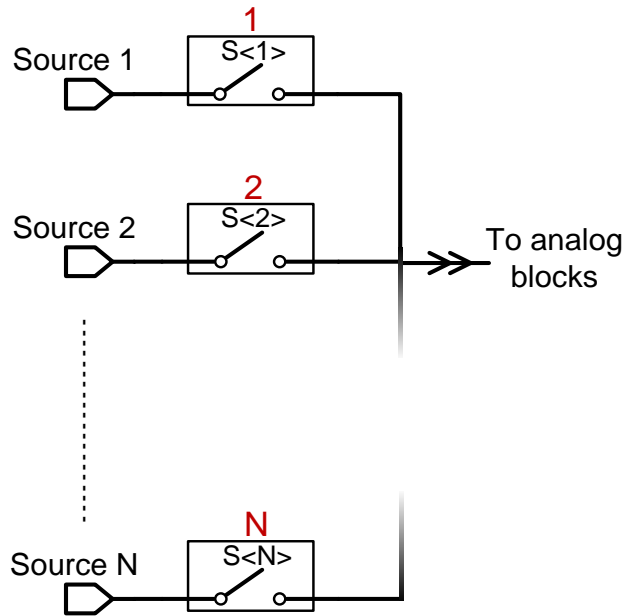 1
S<1>
Source 1
2
S<2>
Source 2
To analog
blocks
N
S<N>
Source N